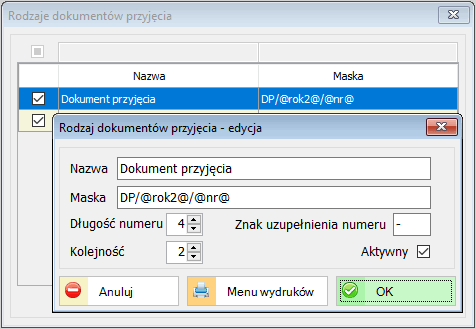 Rodzaje dokumentów przyjęcia
Nazwa Maska
Dokument przyjęcia DP/@rok2@/@nr@
Rodzaj dokumentów przyjęcia - edycja
Nazwa Dokument przyjęcia
Maska DP/@rok2@/@nr@
Długość numeru 4 Znak uzupełnienia numeru -
Kolejność 2 Aktywny
Anuluj Menu wydruków OK